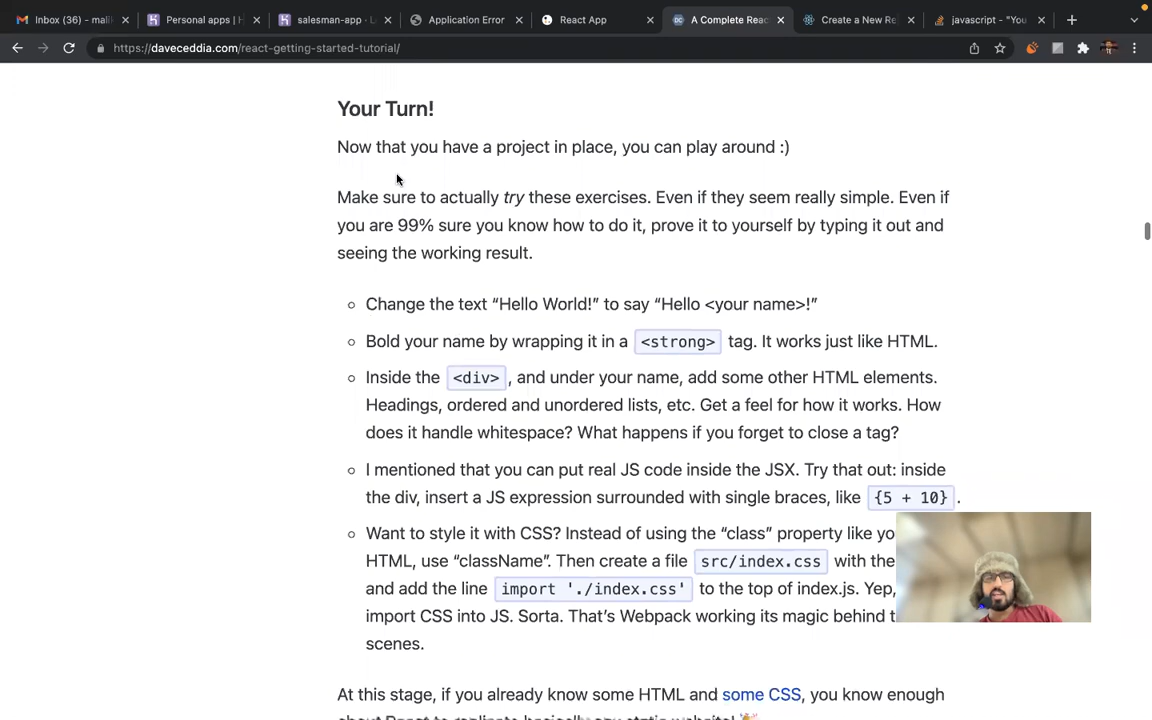 Inbox (36) - mali
Personal apps | H
salesman-app · Lo
Application Error
React App
A Complete Reac
Create a New Re
javascript - "You
https://daveceddia.com/react-getting-started-tutorial/
Your Turn!
Now that you have a project in place, you can play around :)
Make sure to actually try these exercises. Even if they seem really simple. Even if
you are 99% sure you know how to do it, prove it to yourself by typing it out and
seeing the working result.
Change the text “Hello World!” to say “Hello <your name>!”
Bold your name by wrapping it in a <strong> tag. It works just like HTML.
Inside the <div>, and under your name, add some other HTML elements.
Headings, ordered and unordered lists, etc. Get a feel for how it works. How
does it handle whitespace? What happens if you forget to close a tag?
I mentioned that you can put real JS code inside the JSX. Try that out: inside
the div, insert a JS expression surrounded with single braces, like {5 + 10}.
Want to style it with CSS? Instead of using the “class” property like yo
HTML, use “className”. Then create a file src/index.css with the
and add the line import './index.css' to the top of index.js. Yep,
import CSS into JS. Sorta. That’s Webpack working its magic behind t
scenes.
At this stage, if you already know some HTML and some CSS, you know enough
about React to replicate basically any static website!